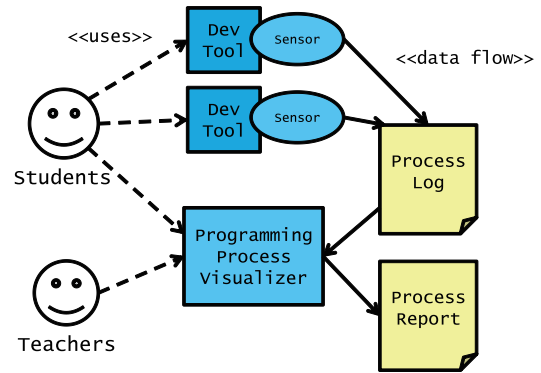 <<uses>>
Dev
Tool
Sensor
<<data flow>>
Dev
Tool
Sensor
Students
Process
Log
Programming
Process
Visualizer
Teachers
Process
Report